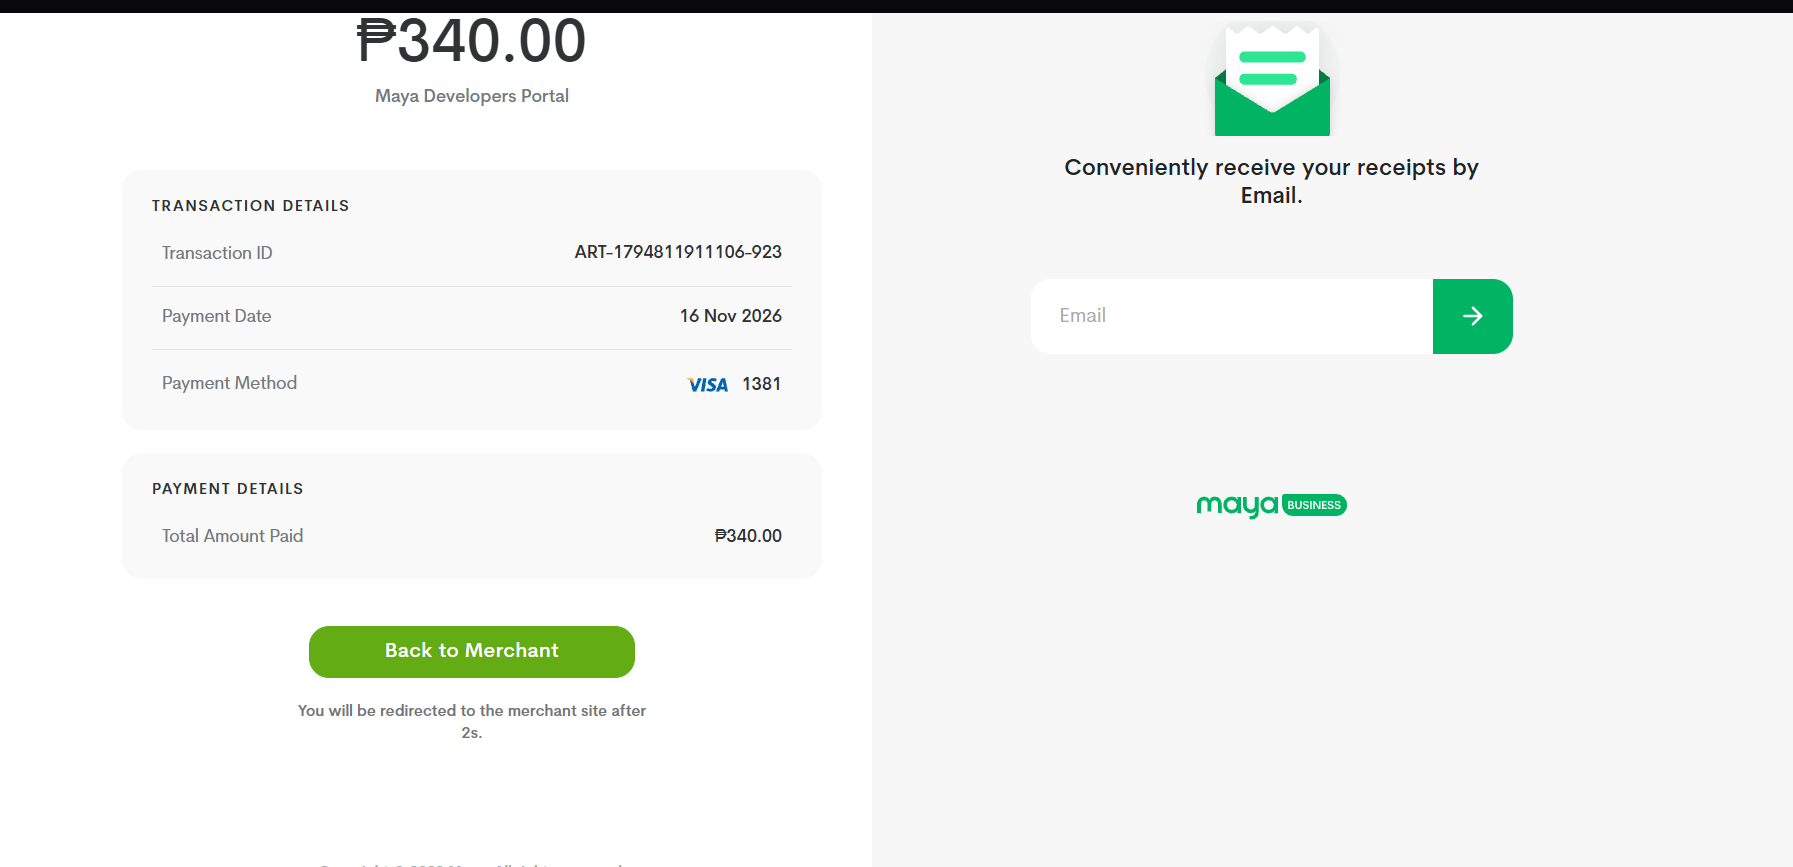 ₱340.00
Maya Developers Portal
TRANSACTION DETAILS
Transaction ID ART-1794811911106-923
Payment Date 16 Nov 2026
Payment Method VISA 1381
PAYMENT DETAILS
Total Amount Paid ₱340.00
Back to Merchant
You will be redirected to the merchant site after
2s.
Conveniently receive your receipts by
Email.
Email
maya BUSINESS